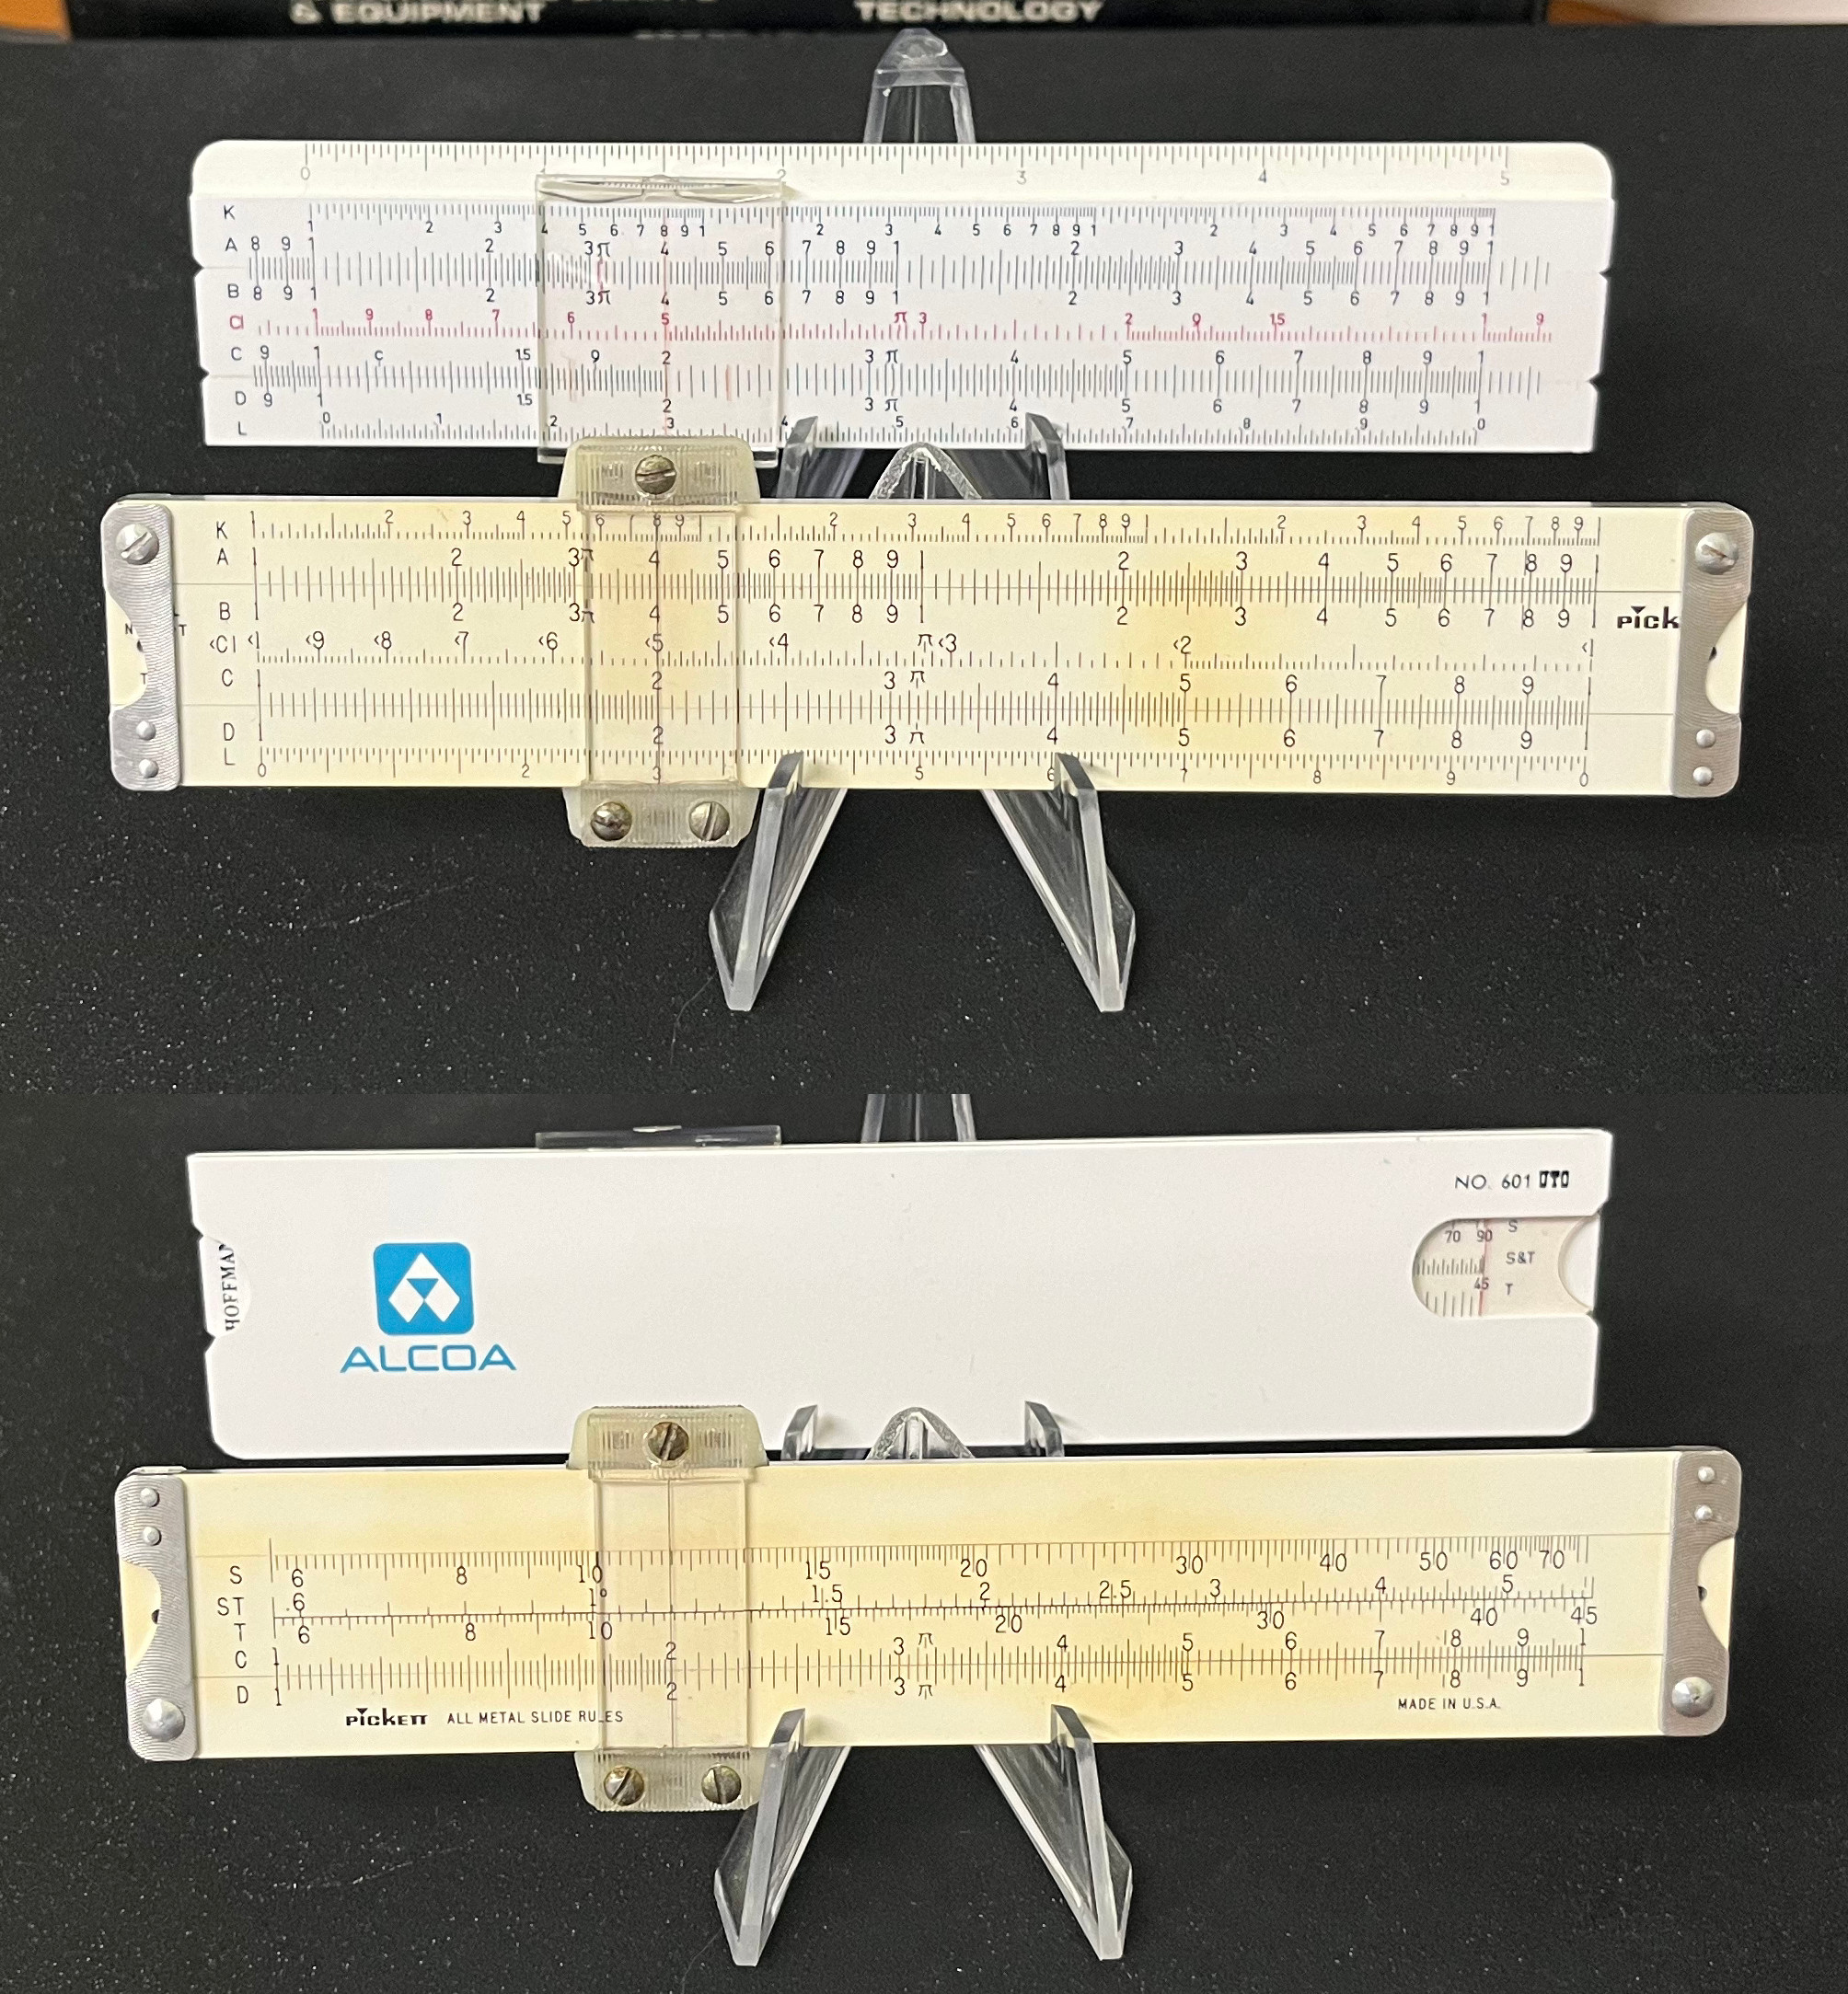 & EQUIPMENT
TECHNOLOGY
0 1 2 3 4 5
K 1 2 3 4 5 6 7 8 9 1 2 3 4 5 6 7 8 9 1 2 3 4 5 6 7 8 9 1
A 8 9 1 2 3 π 4 5 6 7 8 9 1 2 3 4 5 6 7 8 9 1
B 8 9 1 2 3 π 4 5 6 7 8 9 1 2 3 4 5 6 7 8 9 1
CI 1 9 8 7 6 5 π 3 2 9 1.5 1 9
C 9 1 ç 1.5 9 2 3 π 4 5 6 7 8 9 1
D 9 1 1.5 2 3 π 4 5 6 7 8 9 1
L 0 1 2 3 4 5 6 7 8 9 0
K 1 2 3 4 5 6 7 8 9 2 3 4 5 6 7 8 9 2 3 4 5 6 7 8 9
A 1 2 3 π 4 5 6 7 8 9 1 2 3 4 5 6 7 8 9 1
B 1 2 3 π 4 5 6 7 8 9 1 2 3 4 5 6 7 8 9 1
PICK
<CI <1 <9 <8 <7 <6 <5 <4 π <3 <2 <1
C 2 3 π 4 5 6 7 8 9
D 2 3 π 4 5 6 7 8 9
L 0 2 3 5 6 7 8 9 0
NO. 601
S
70 90
S&T
45 T
HOFFMAN
ALCOA
S 6 8 10 15 20 30 40 50 60 70
ST .6 1° 1.5 2 2.5 3 4 5
T 6 8 10 15 20 30 40 45
C 1 2 3 π 4 5 6 7 8 9 1
D 1 2 3 π 4 5 6 7 8 9 1
PICKETT ALL METAL SLIDE RULES
MADE IN U.S.A.